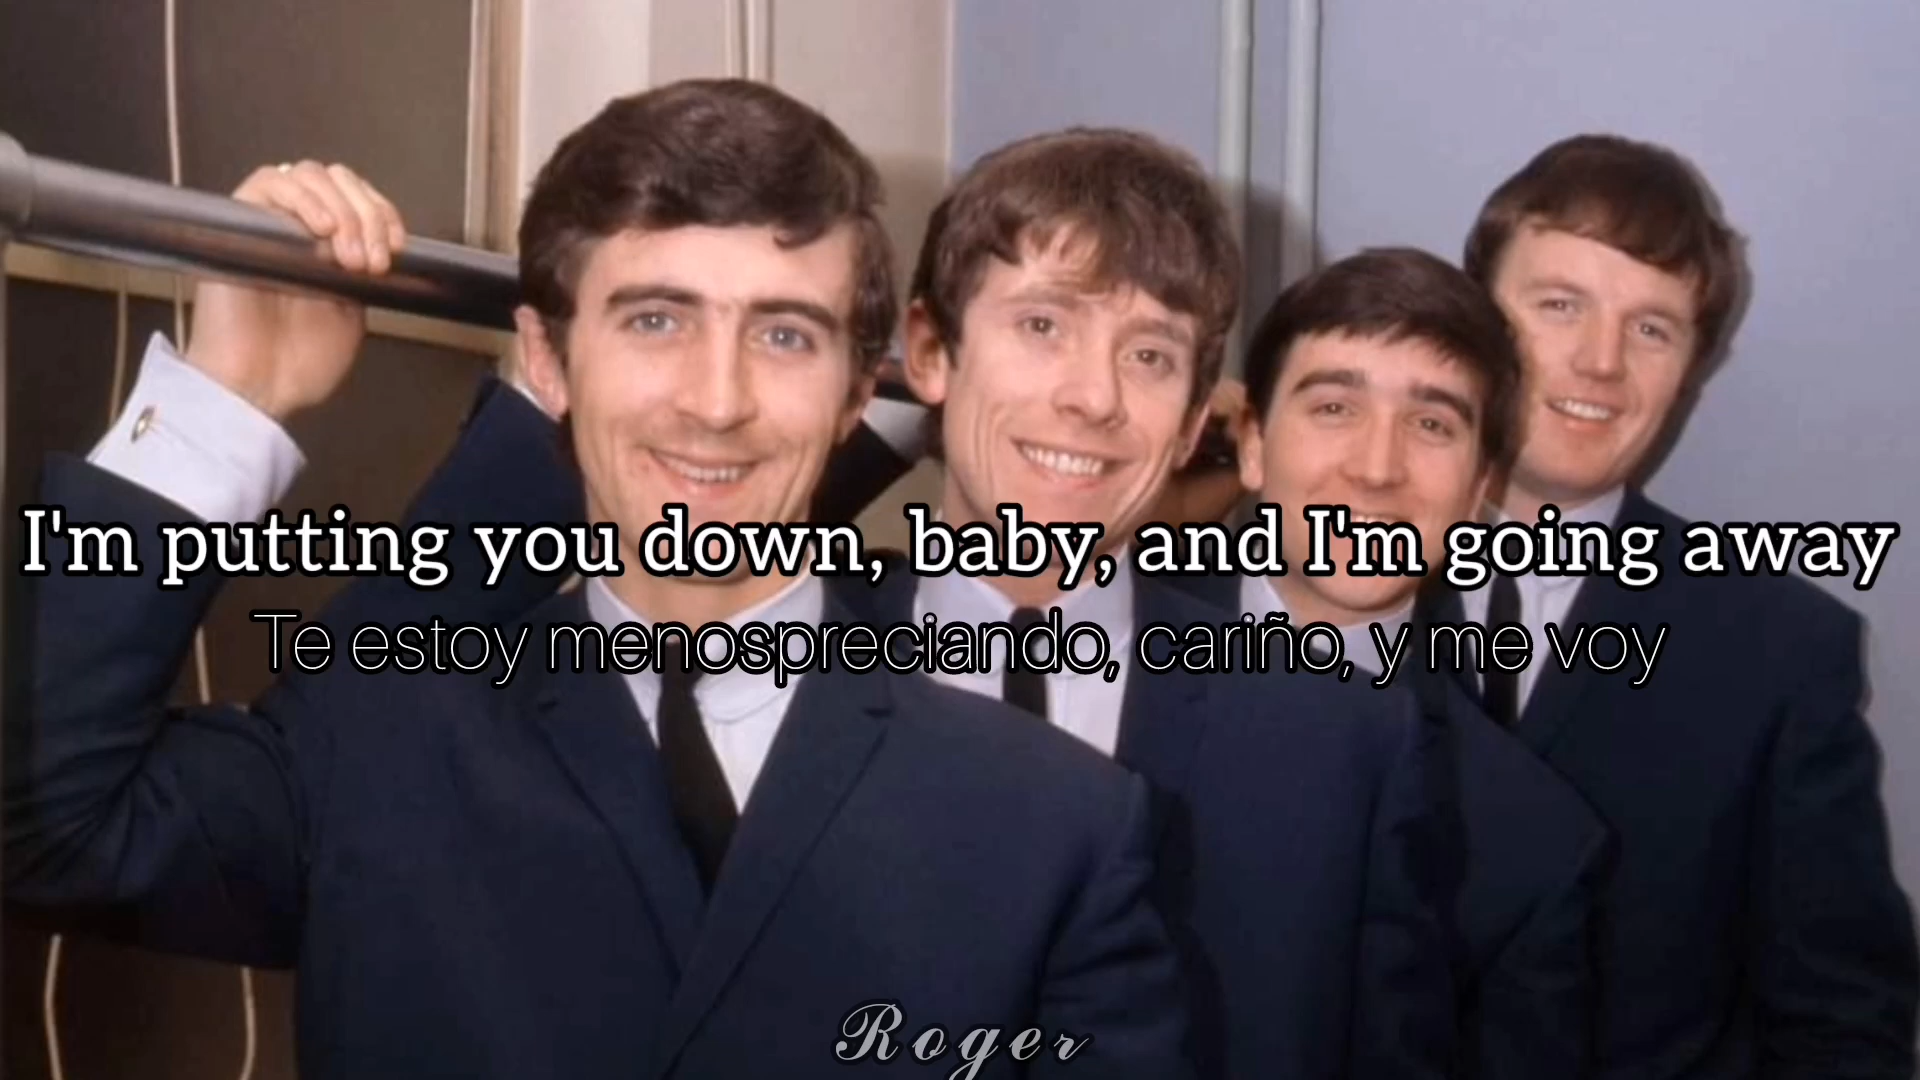 I'm putting you down, baby, and I'm going away
Te estoy menospreciando, cariño, y me voy
Roger